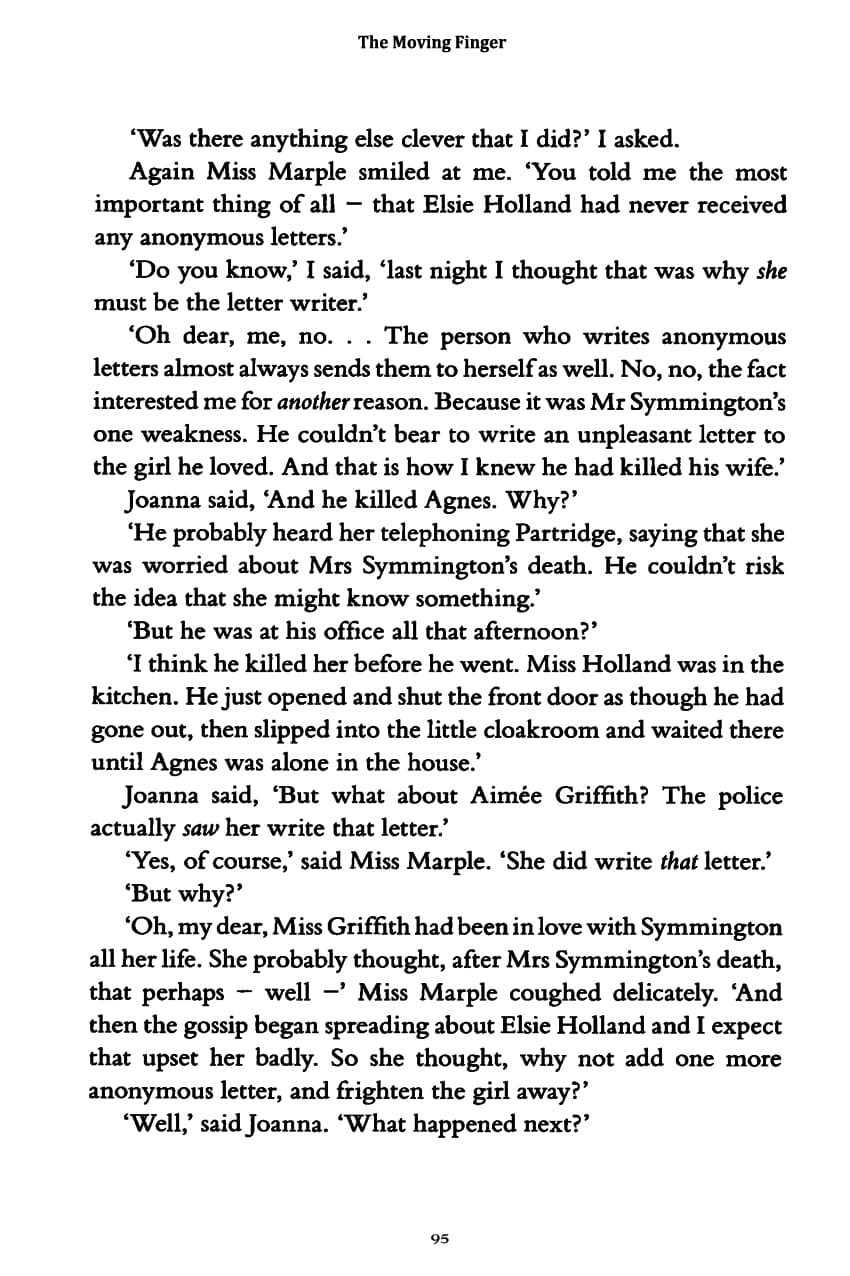 The Moving Finger
‘Was there anything else clever that I did?’ I asked.
Again Miss Marple smiled at me. ‘You told me the most
important thing of all – that Elsie Holland had never received
any anonymous letters.’
‘Do you know,’ I said, ‘last night I thought that was why she
must be the letter writer.’
‘Oh dear, me, no. . . The person who writes anonymous
letters almost always sends them to herself as well. No, no, the fact
interested me for another reason. Because it was Mr Symmington’s
one weakness. He couldn’t bear to write an unpleasant letter to
the girl he loved. And that is how I knew he had killed his wife.’
Joanna said, ‘And he killed Agnes. Why?’
‘He probably heard her telephoning Partridge, saying that she
was worried about Mrs Symmington’s death. He couldn’t risk
the idea that she might know something.’
‘But he was at his office all that afternoon?’
‘I think he killed her before he went. Miss Holland was in the
kitchen. He just opened and shut the front door as though he had
gone out, then slipped into the little cloakroom and waited there
until Agnes was alone in the house.’
Joanna said, ‘But what about Aimée Griffith? The police
actually saw her write that letter.’
‘Yes, of course,’ said Miss Marple. ‘She did write that letter.’
‘But why?’
‘Oh, my dear, Miss Griffith had been in love with Symmington
all her life. She probably thought, after Mrs Symmington’s death,
that perhaps – well –’ Miss Marple coughed delicately. ‘And
then the gossip began spreading about Elsie Holland and I expect
that upset her badly. So she thought, why not add one more
anonymous letter, and frighten the girl away?’
‘Well,’ said Joanna. ‘What happened next?’
95